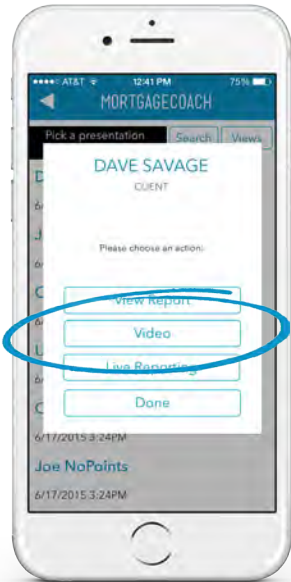 AT&T 12:41 PM 75%
MORTGAGECOACH
Pick a presentation Search Views
DAVE SAVAGE
CLIENT
Please choose an action:
View Report
Video
Live Reporting
Done
6/17/2015 3:24PM
Joe NoPoints
6/17/2015 3:24PM